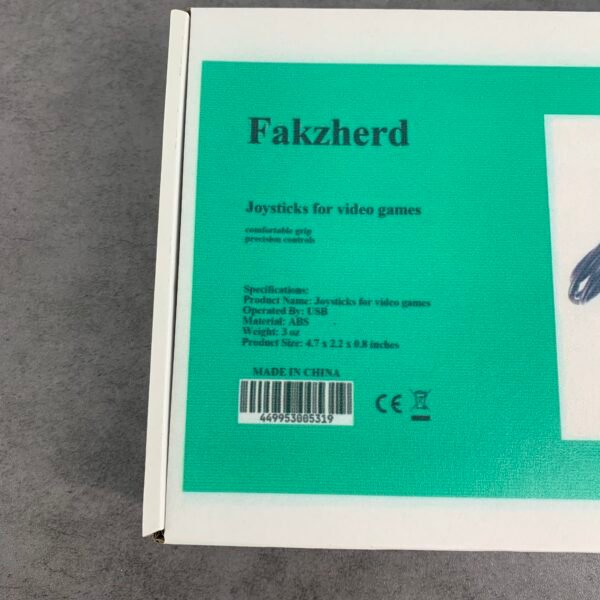 Fakzherd
Joysticks for video games
comfortable grip
precision controls
Specifications:
Product Name: Joysticks for video games
Operated By: USB
Material: ABS
Weight: 3 oz
Product Size: 4.7 x 2.2 x 0.8 inches
MADE IN CHINA
449953005319
CE